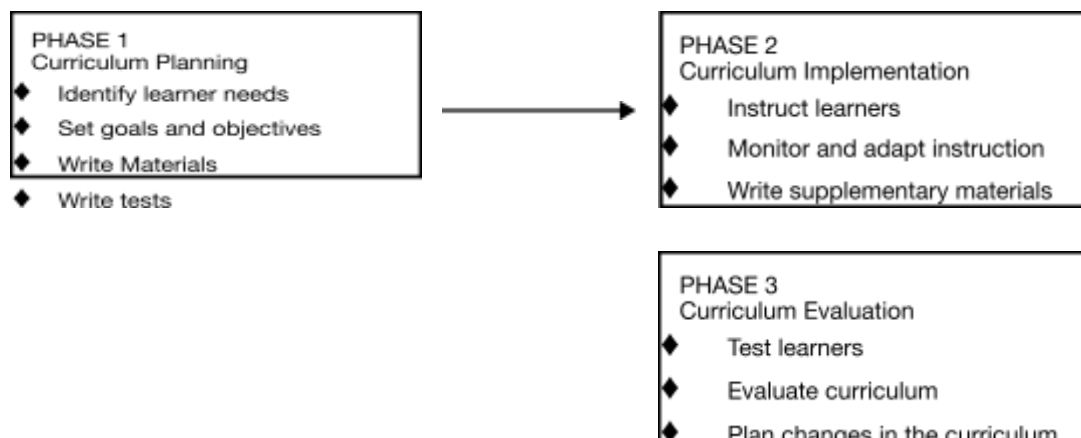 PHASE 1
Curriculum Planning
◆ Identify learner needs
◆ Set goals and objectives
◆ Write Materials
◆ Write tests
PHASE 2
Curriculum Implementation
◆ Instruct learners
◆ Monitor and adapt instruction
◆ Write supplementary materials
PHASE 3
Curriculum Evaluation
◆ Test learners
◆ Evaluate curriculum
◆ Plan changes in the curriculum